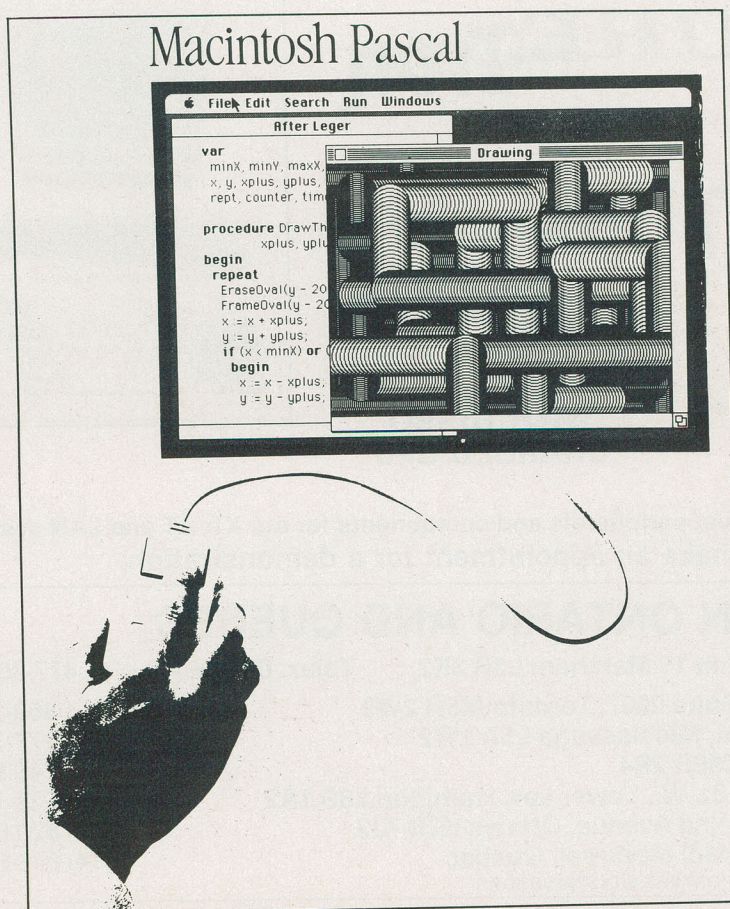 Macintosh Pascal
File Edit Search Run Windows
After Leger
var
minX, minY, maxX,
x, y, xplus, yplus,
rept, counter, tim
procedure DrawTh
xplus, yplu
begin
repeat
EraseOval(y - 20
FrameOval(y - 20
x := x + xplus;
y := y + yplus;
if (x < minX) or (
begin
x := x - xplus;
y := y - yplus;
Drawing